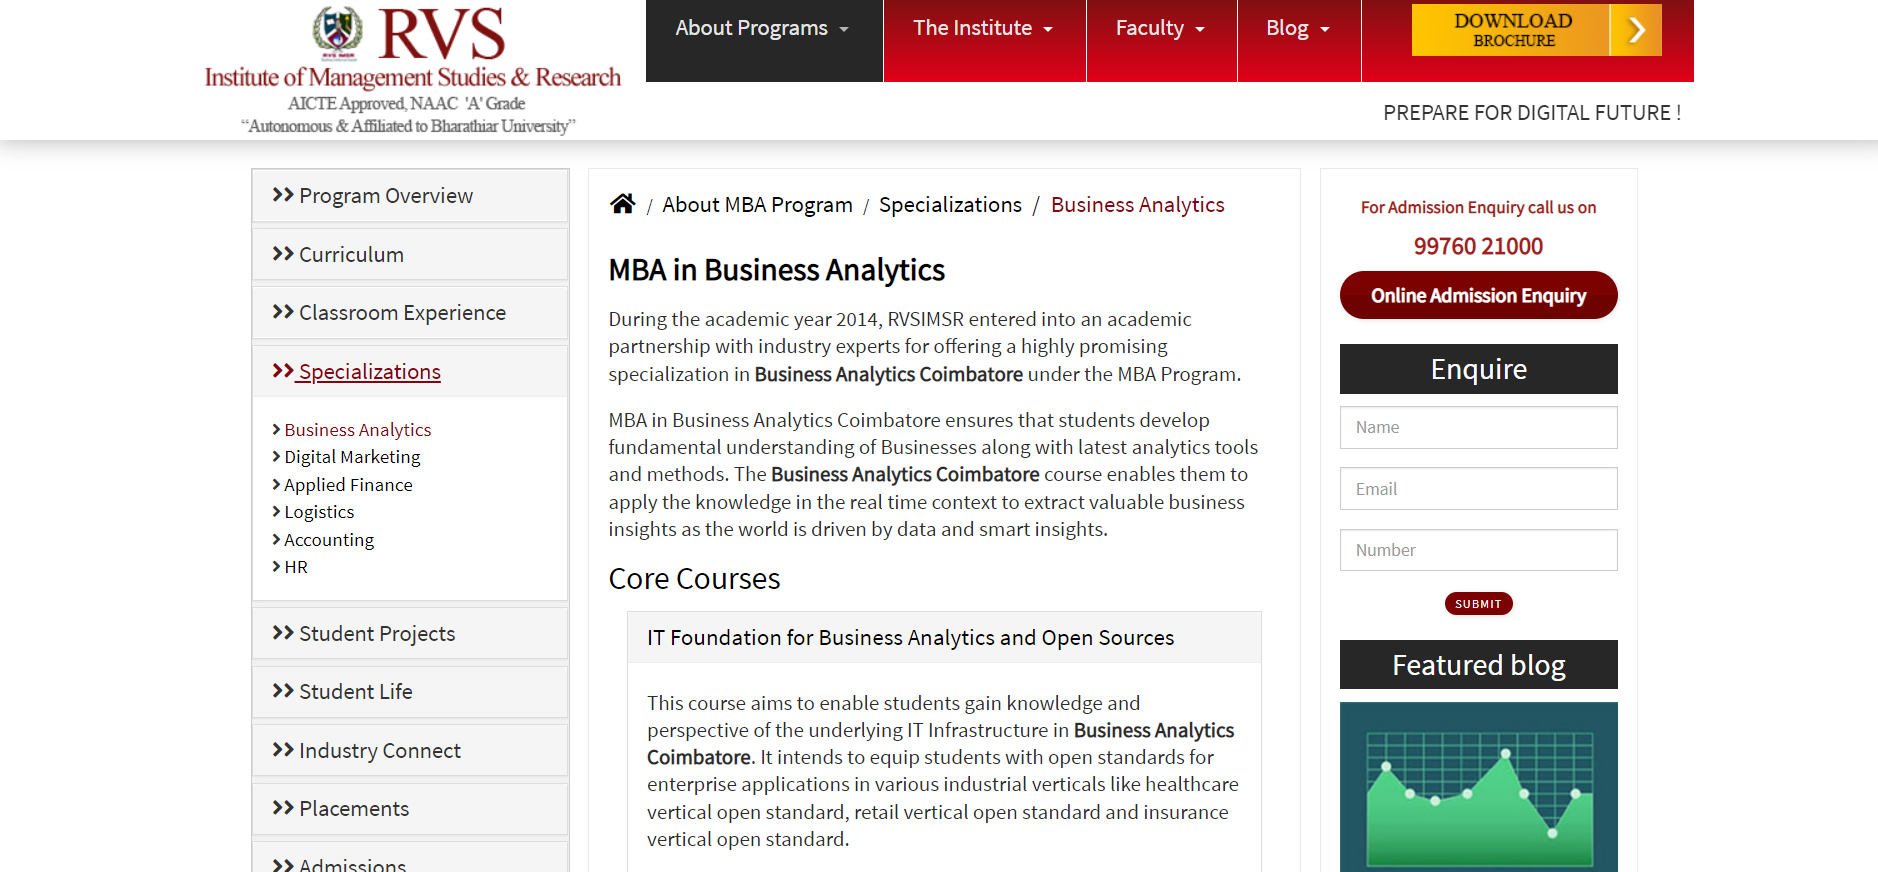 RVS
Institute of Management Studies & Research
AICTE Approved, NAAC 'A' Grade
“Autonomous & Affiliated to Bharathiar University”
About Programs
The Institute
Faculty
Blog
DOWNLOAD
BROCHURE
PREPARE FOR DIGITAL FUTURE !
Program Overview
Curriculum
Classroom Experience
Specializations
Business Analytics
Digital Marketing
Applied Finance
Logistics
Accounting
HR
Student Projects
Student Life
Industry Connect
Placements
Admissions
/ About MBA Program / Specializations / Business Analytics
MBA in Business Analytics
During the academic year 2014, RVSIMSR entered into an academic
partnership with industry experts for offering a highly promising
specialization in Business Analytics Coimbatore under the MBA Program.
MBA in Business Analytics Coimbatore ensures that students develop
fundamental understanding of Businesses along with latest analytics tools
and methods. The Business Analytics Coimbatore course enables them to
apply the knowledge in the real time context to extract valuable business
insights as the world is driven by data and smart insights.
Core Courses
IT Foundation for Business Analytics and Open Sources
This course aims to enable students gain knowledge and
perspective of the underlying IT Infrastructure in Business Analytics
Coimbatore. It intends to equip students with open standards for
enterprise applications in various industrial verticals like healthcare
vertical open standard, retail vertical open standard and insurance
vertical open standard.
For Admission Enquiry call us on
99760 21000
Online Admission Enquiry
Enquire
Name
Email
Number
SUBMIT
Featured blog